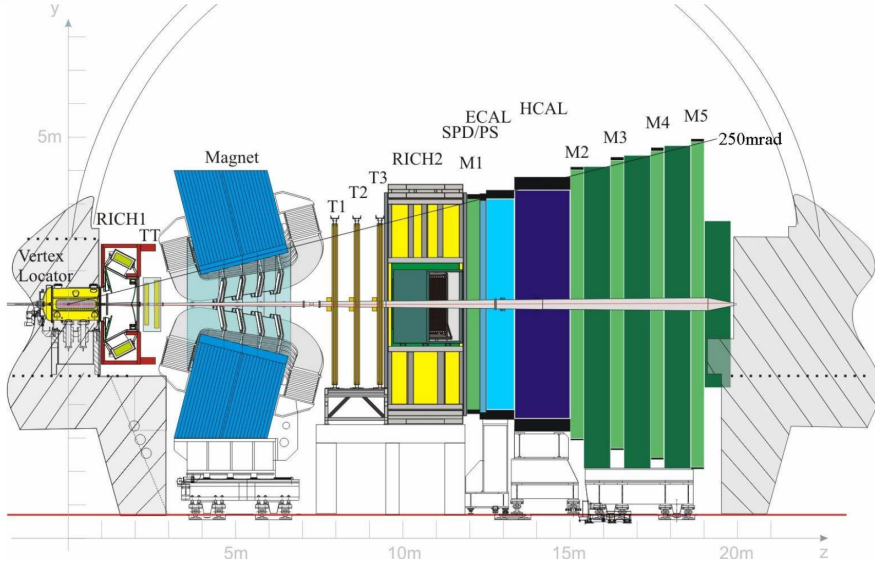 y
5m
Vertex
Locator
RICH1
TT
Magnet
T1
T2
T3
RICH2
M1
SPD/PS
ECAL
HCAL
M2
M3
M4
M5
250mrad
5m
10m
15m
20m
z